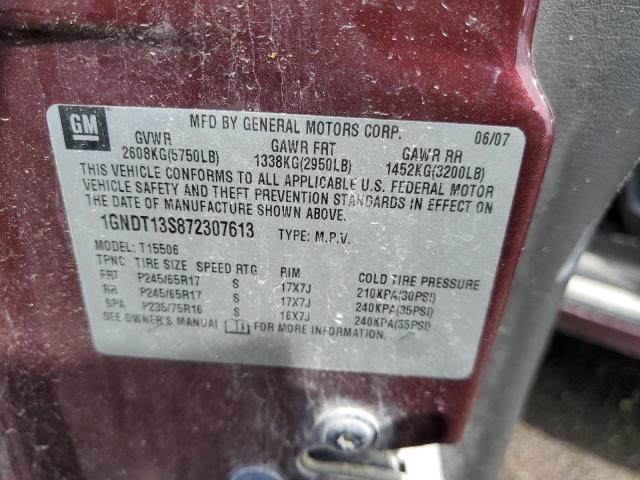 GM
MFD BY GENERAL MOTORS CORP. 06/07
GVWR GAWR FRT GAWR RR
2608KG(5750LB) 1338KG(2950LB) 1452KG(3200LB)
THIS VEHICLE CONFORMS TO ALL APPLICABLE U.S. FEDERAL MOTOR
VEHICLE SAFETY AND THEFT PREVENTION STANDARDS IN EFFECT ON
THE DATE OF MANUFACTURE SHOWN ABOVE.
1GNDT13S872307613 TYPE: M.P.V.
MODEL: T15506
TPNC TIRE SIZE SPEED RTG RIM COLD TIRE PRESSURE
FRT P245/65R17 S 17X7J 210KPA(30PSI)
RR P245/65R17 S 17X7J 240KPA(35PSI)
SPA P235/75R16 S 16X7J 240KPA(35PSI)
SEE OWNER'S MANUAL FOR MORE INFORMATION.